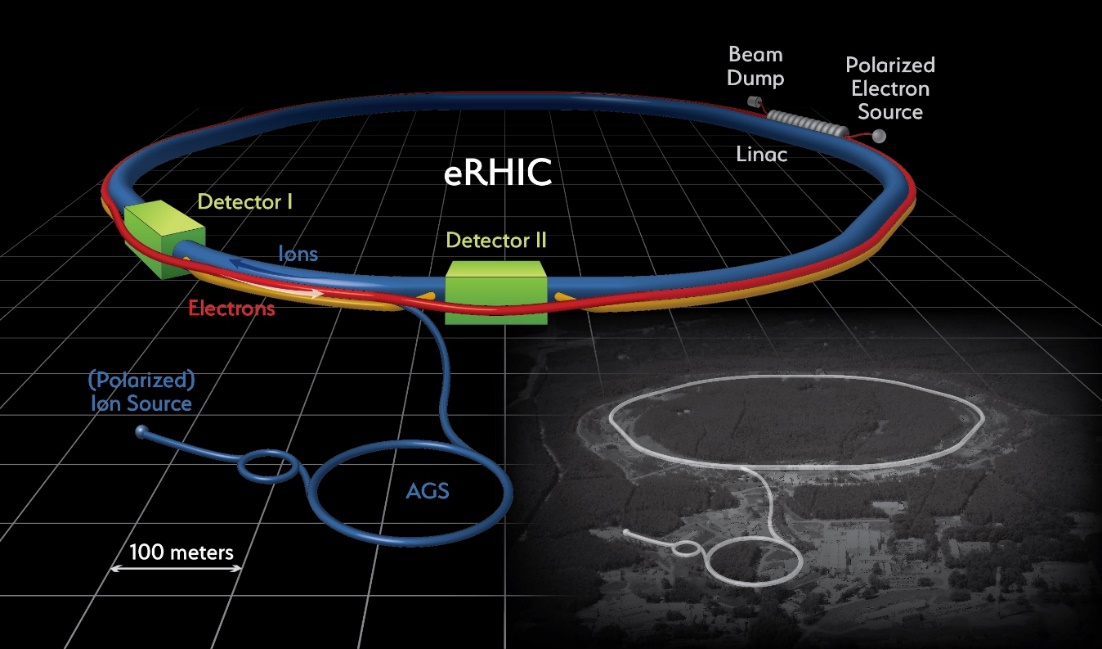 Beam
Dump
Polarized
Electron
Source
Linac
eRHIC
Detector I
Detector II
Ions
Electrons
(Polarized)
Ion Source
AGS
100 meters